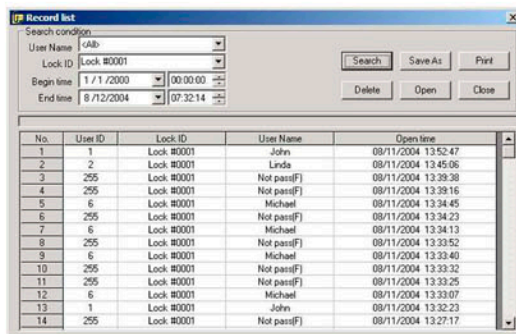 Record list
Search condition
User Name <All>
Lock ID Lock #0001
Begin time 1 /1 /2000 00:00:00
End time 8 /12/2004 07:32:14
Search Save As Print
Delete Open Close
No. User ID Lock ID User Name Open time
1 1 Lock #0001 John 08/11/2004 13:52:47
2 2 Lock #0001 Linda 08/11/2004 13:45:06
3 255 Lock #0001 Not pass(F) 08/11/2004 13:39:38
4 255 Lock #0001 Not pass(F) 08/11/2004 13:39:16
5 6 Lock #0001 Michael 08/11/2004 13:34:45
6 255 Lock #0001 Not pass(F) 08/11/2004 13:34:23
7 6 Lock #0001 Michael 08/11/2004 13:34:13
8 255 Lock #0001 Not pass(F) 08/11/2004 13:33:52
9 6 Lock #0001 Michael 08/11/2004 13:33:40
10 255 Lock #0001 Not pass(F) 08/11/2004 13:33:32
11 255 Lock #0001 Not pass(F) 08/11/2004 13:33:25
12 6 Lock #0001 Michael 08/11/2004 13:33:07
13 1 Lock #0001 John 08/11/2004 13:32:23
14 255 Lock #0001 Not pass(F) 08/11/2004 13:27:17